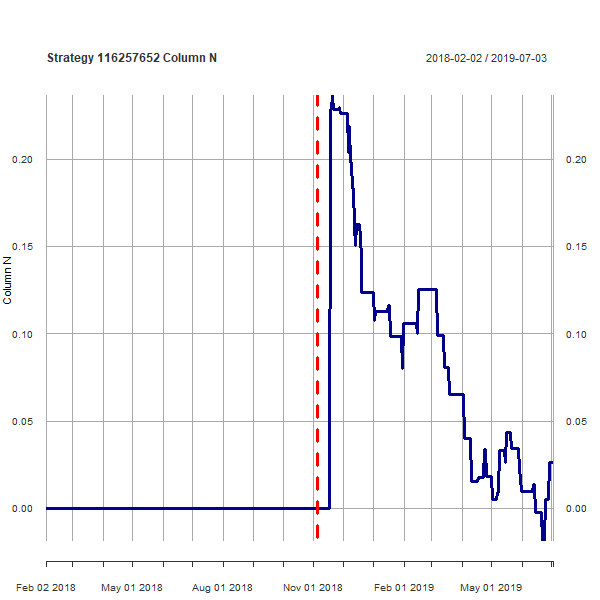 Strategy 116257652 Column N
2018-02-02 / 2019-07-03
Column N
0.20
0.15
0.10
0.05
0.00
0.20
0.15
0.10
0.05
0.00
Feb 02 2018
May 01 2018
Aug 01 2018
Nov 01 2018
Feb 01 2019
May 01 2019